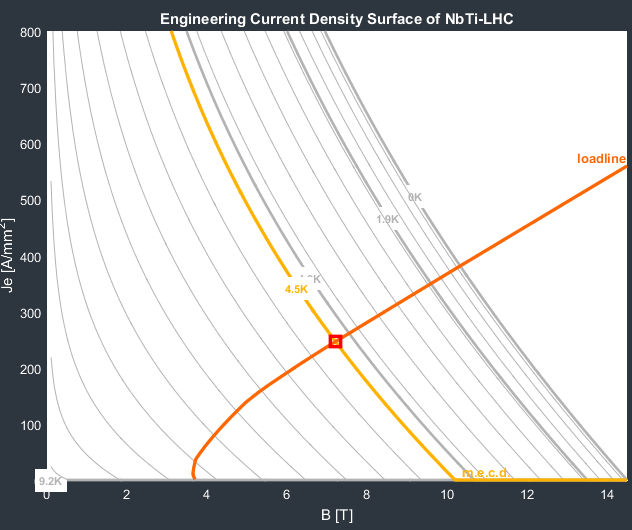 Engineering Current Density Surface of NbTi-LHC
800
700
600
500
400
300
200
100
Je [A/mm²]
loadline
0K
1.9K
4.5K
m.e.c.d.
9.2K
0 2 4 6 8 10 12 14
B [T]